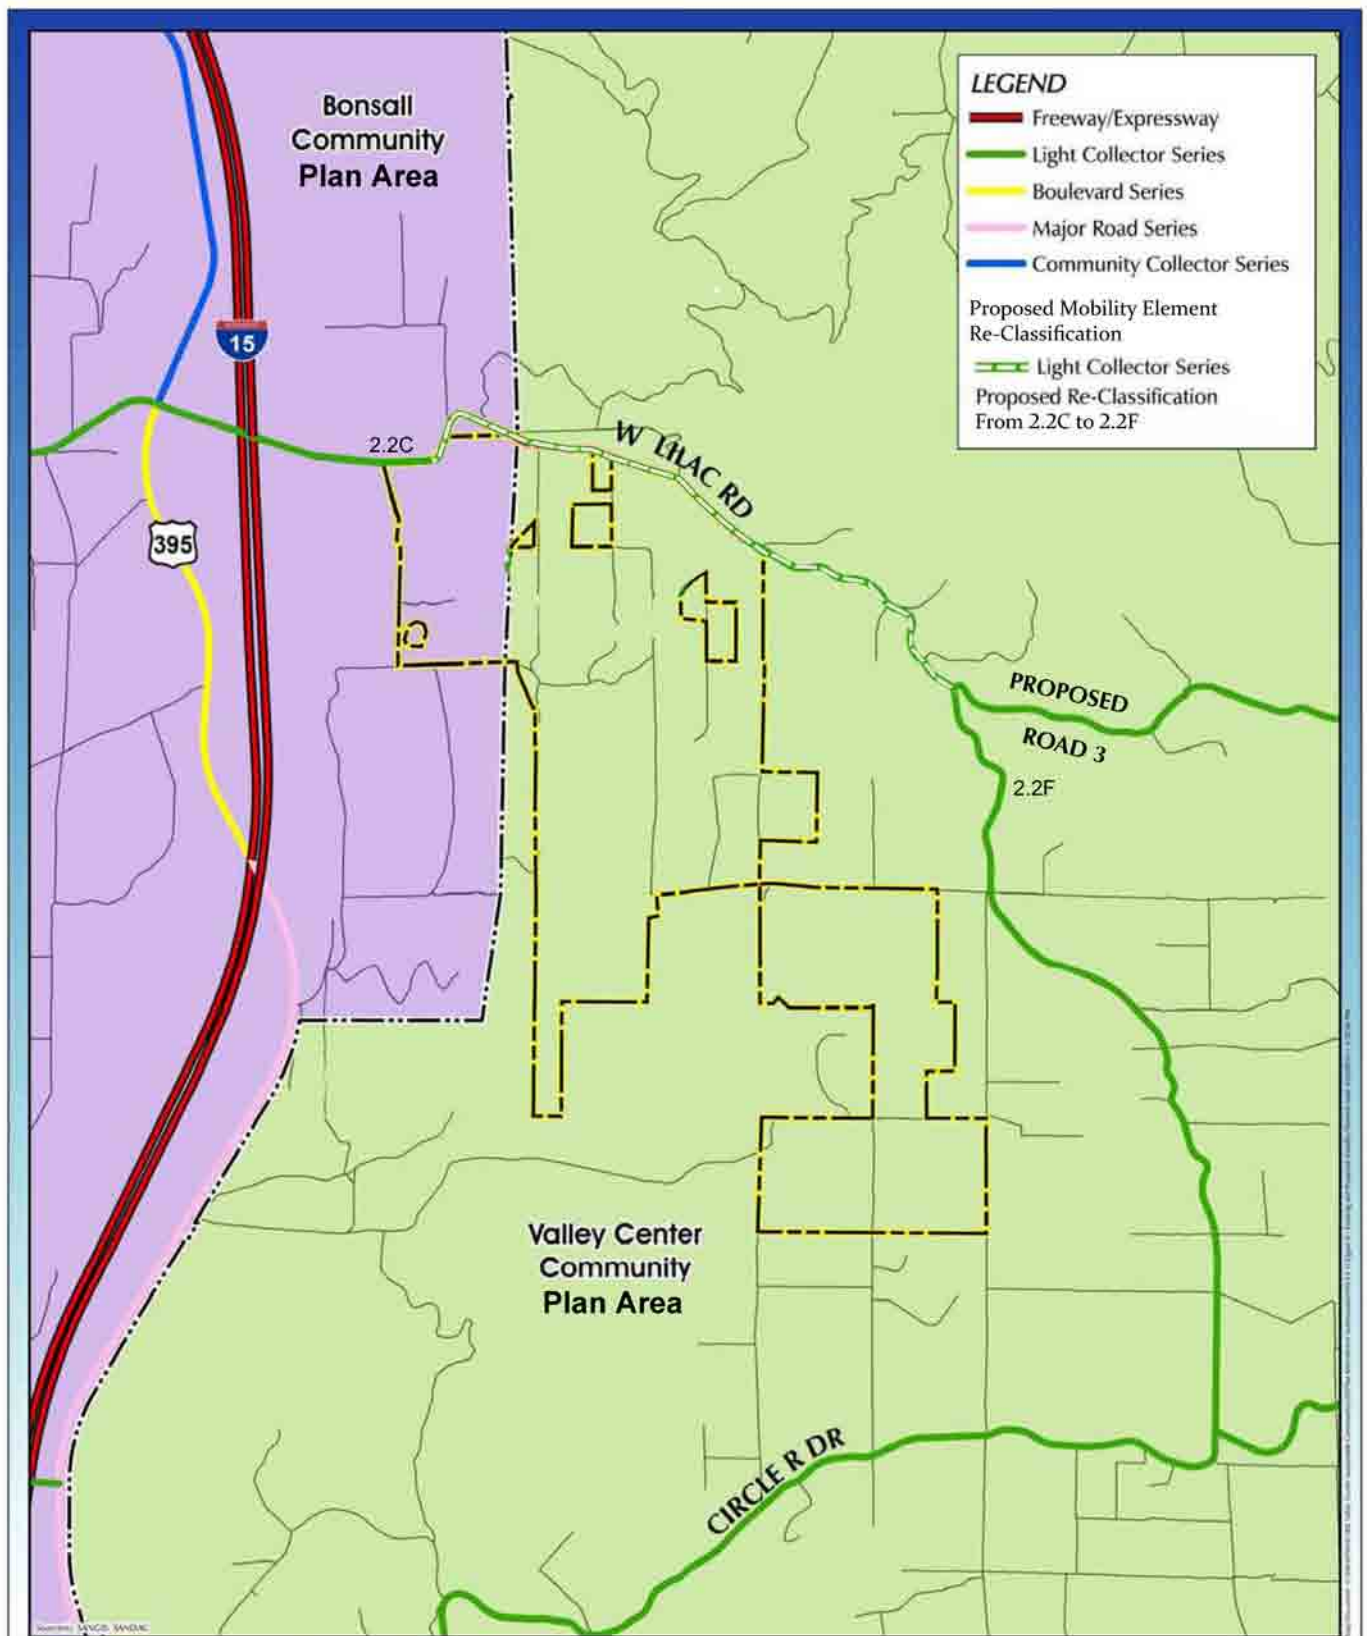 Bonsall
Community
Plan Area
LEGEND
Freeway/Expressway
Light Collector Series
Boulevard Series
Major Road Series
Community Collector Series
Proposed Mobility Element
Re-Classification
Light Collector Series
Proposed Re-Classification
From 2.2C to 2.2F
15
2.2C
W LILAC RD
395
PROPOSED
ROAD 3
2.2F
Valley Center
Community
Plan Area
CIRCLE R DR